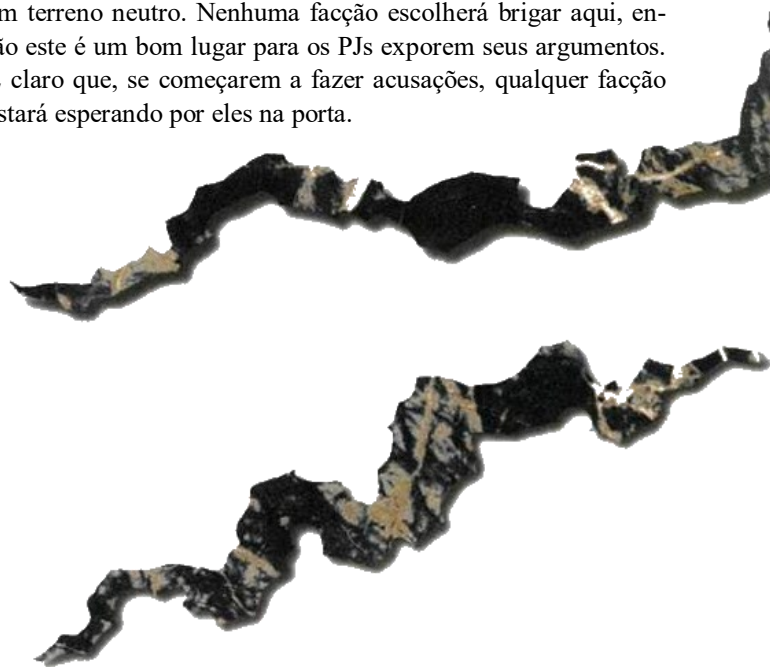 m terreno neutro. Nenhuma facção escolherá brigar aqui, en-
ão este é um bom lugar para os PJs exporem seus argumentos.
s claro que, se começarem a fazer acusações, qualquer facção
stará esperando por eles na porta.